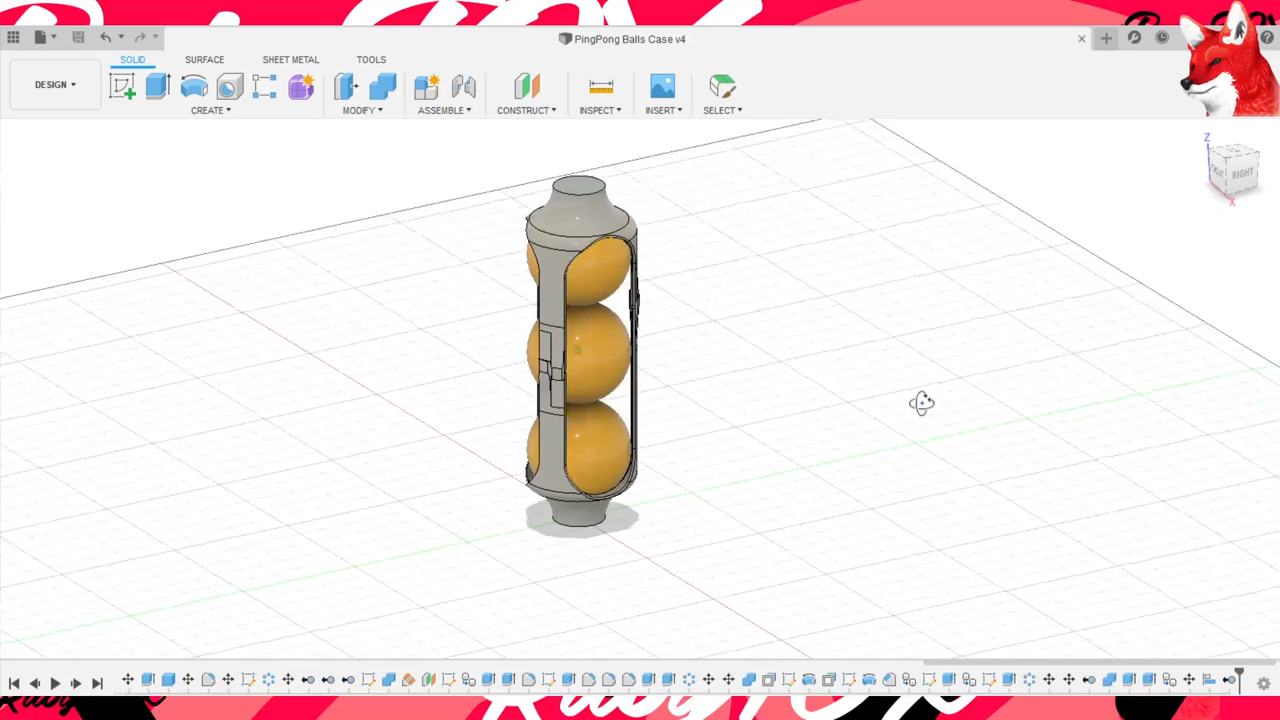 PingPong Balls Case v4
SOLID SURFACE SHEET METAL TOOLS
DESIGN
CREATE MODIFY ASSEMBLE CONSTRUCT INSPECT INSERT SELECT
Z
RIGHT
X